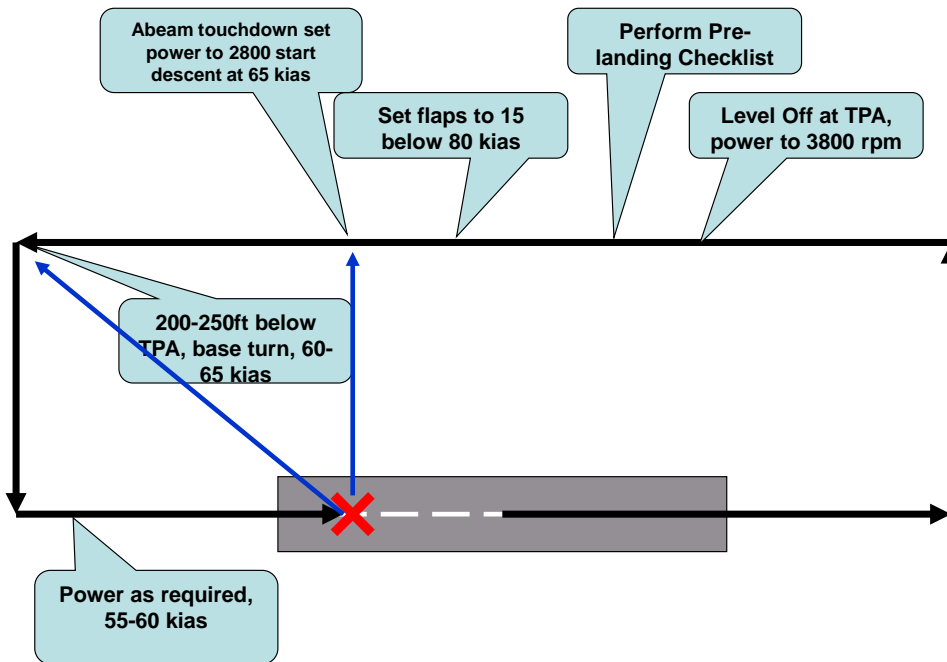 Abeam touchdown set
power to 2800 start
descent at 65 kias
Set flaps to 15
below 80 kias
Perform Pre-
landing Checklist
Level Off at TPA,
power to 3800 rpm
200-250ft below
TPA, base turn, 60-
65 kias
Power as required,
55-60 kias